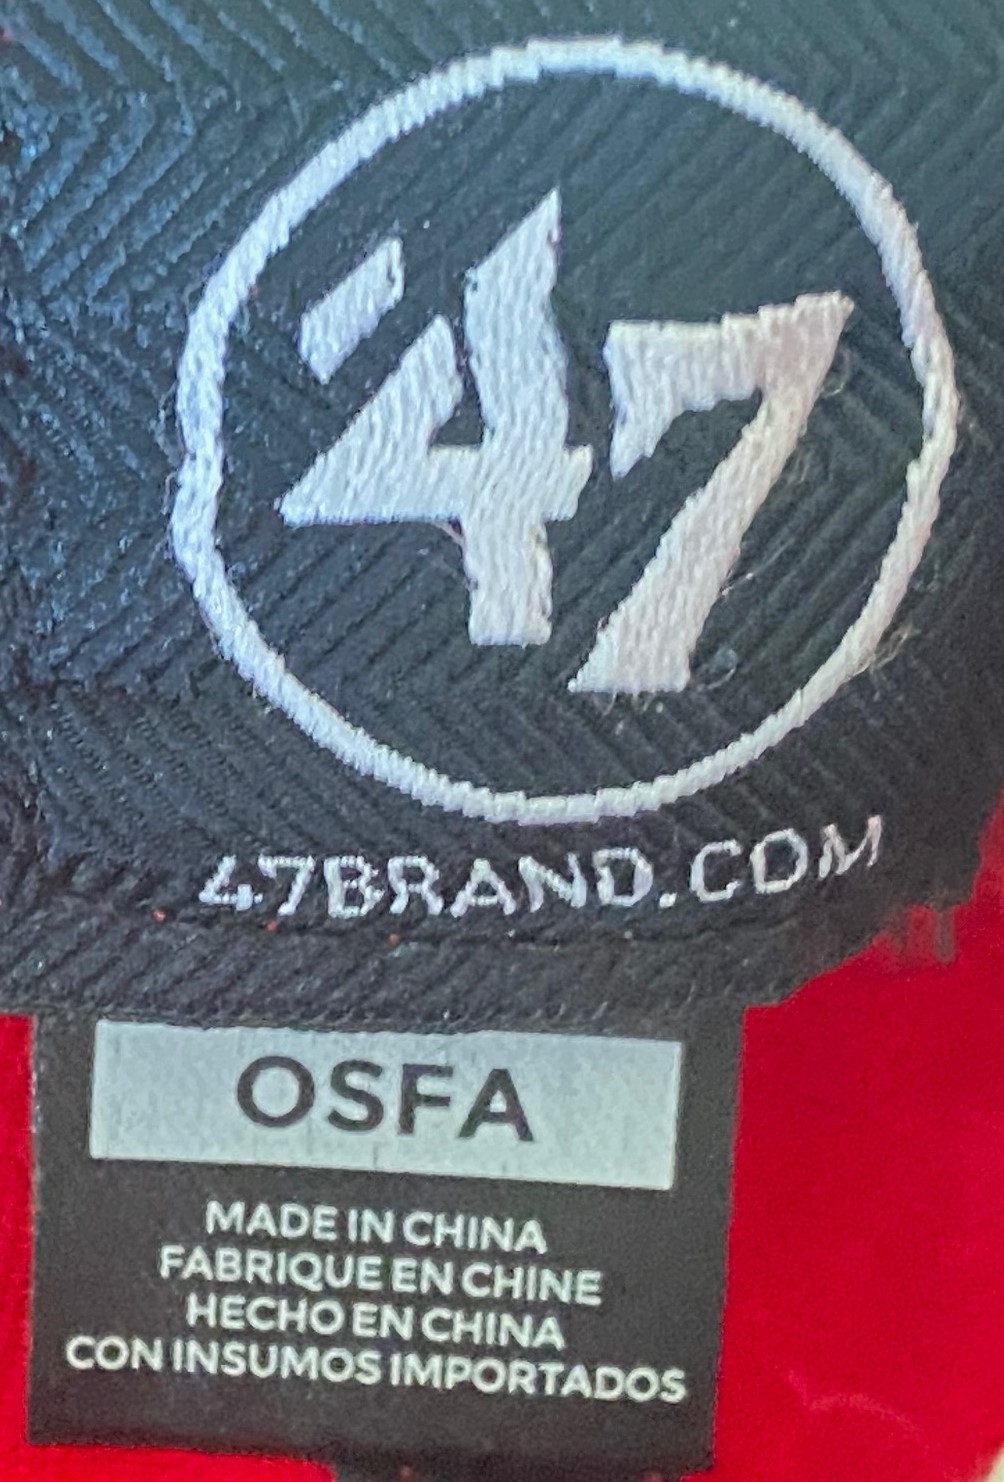 '47
47BRAND.COM
OSFA
MADE IN CHINA
FABRIQUE EN CHINE
HECHO EN CHINA
CON INSUMOS IMPORTADOS